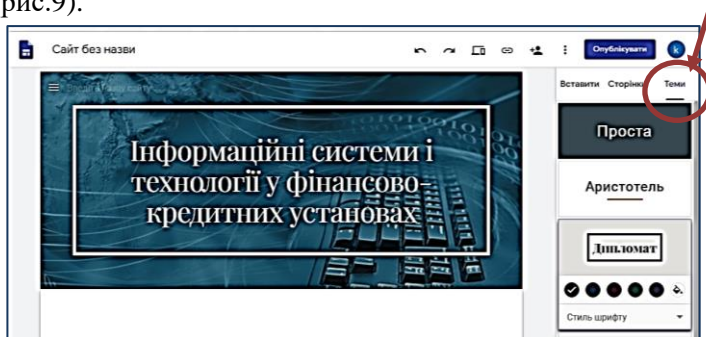 рис.9).
Сайт без назви
Опублікувати
k
Вставити Сторінки Теми
Інформаційні системи і
технології у фінансово-
кредитних установах
Проста
Аристотель
Дипломат
Стиль шрифту